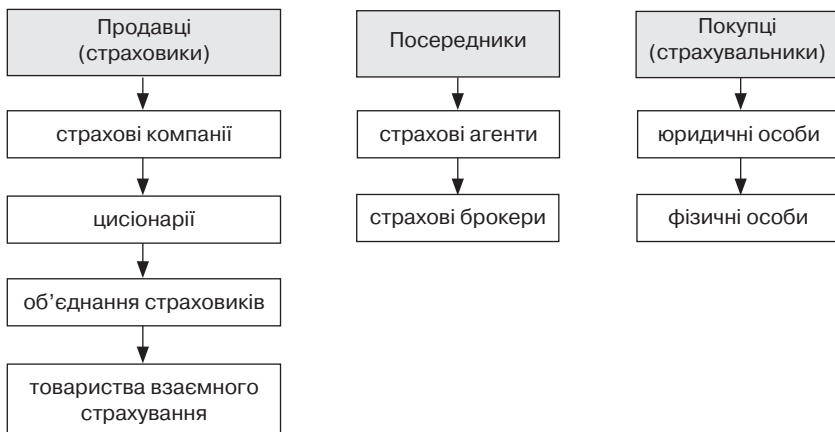 Продавці
(страховики)
страхові компанії
цисіонарії
об’єднання страховиків
товариства взаємного
страхування
Посередники
страхові агенти
страхові брокери
Покупці
(страхувальники)
юридичні особи
фізичні особи